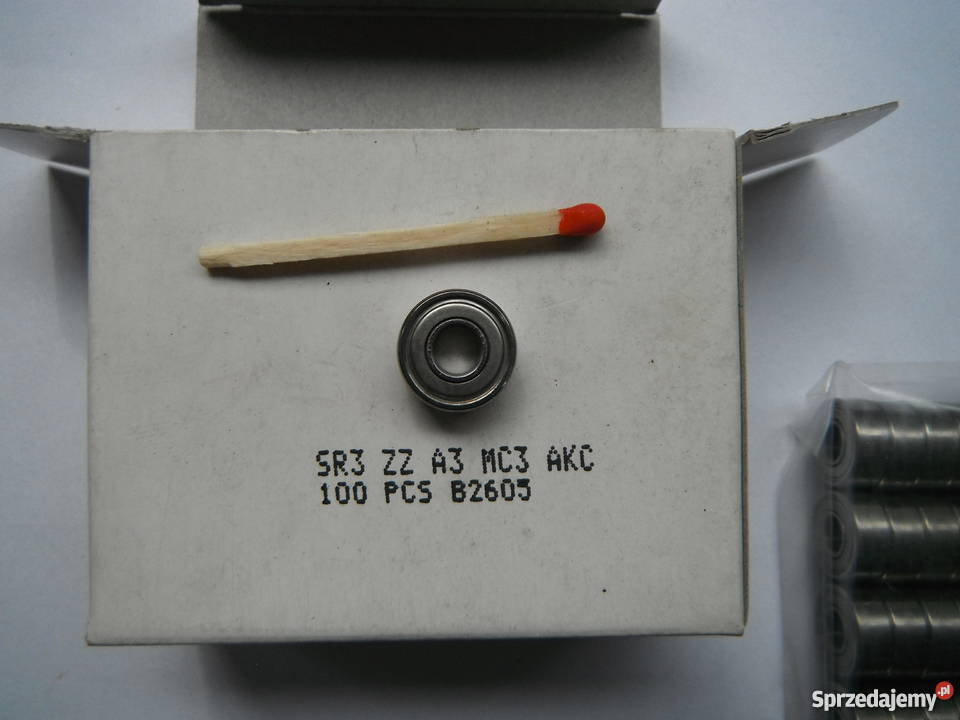 SR3 ZZ A3 MC3 AKC
100 PCS B2605
Sprzedajemy.pl